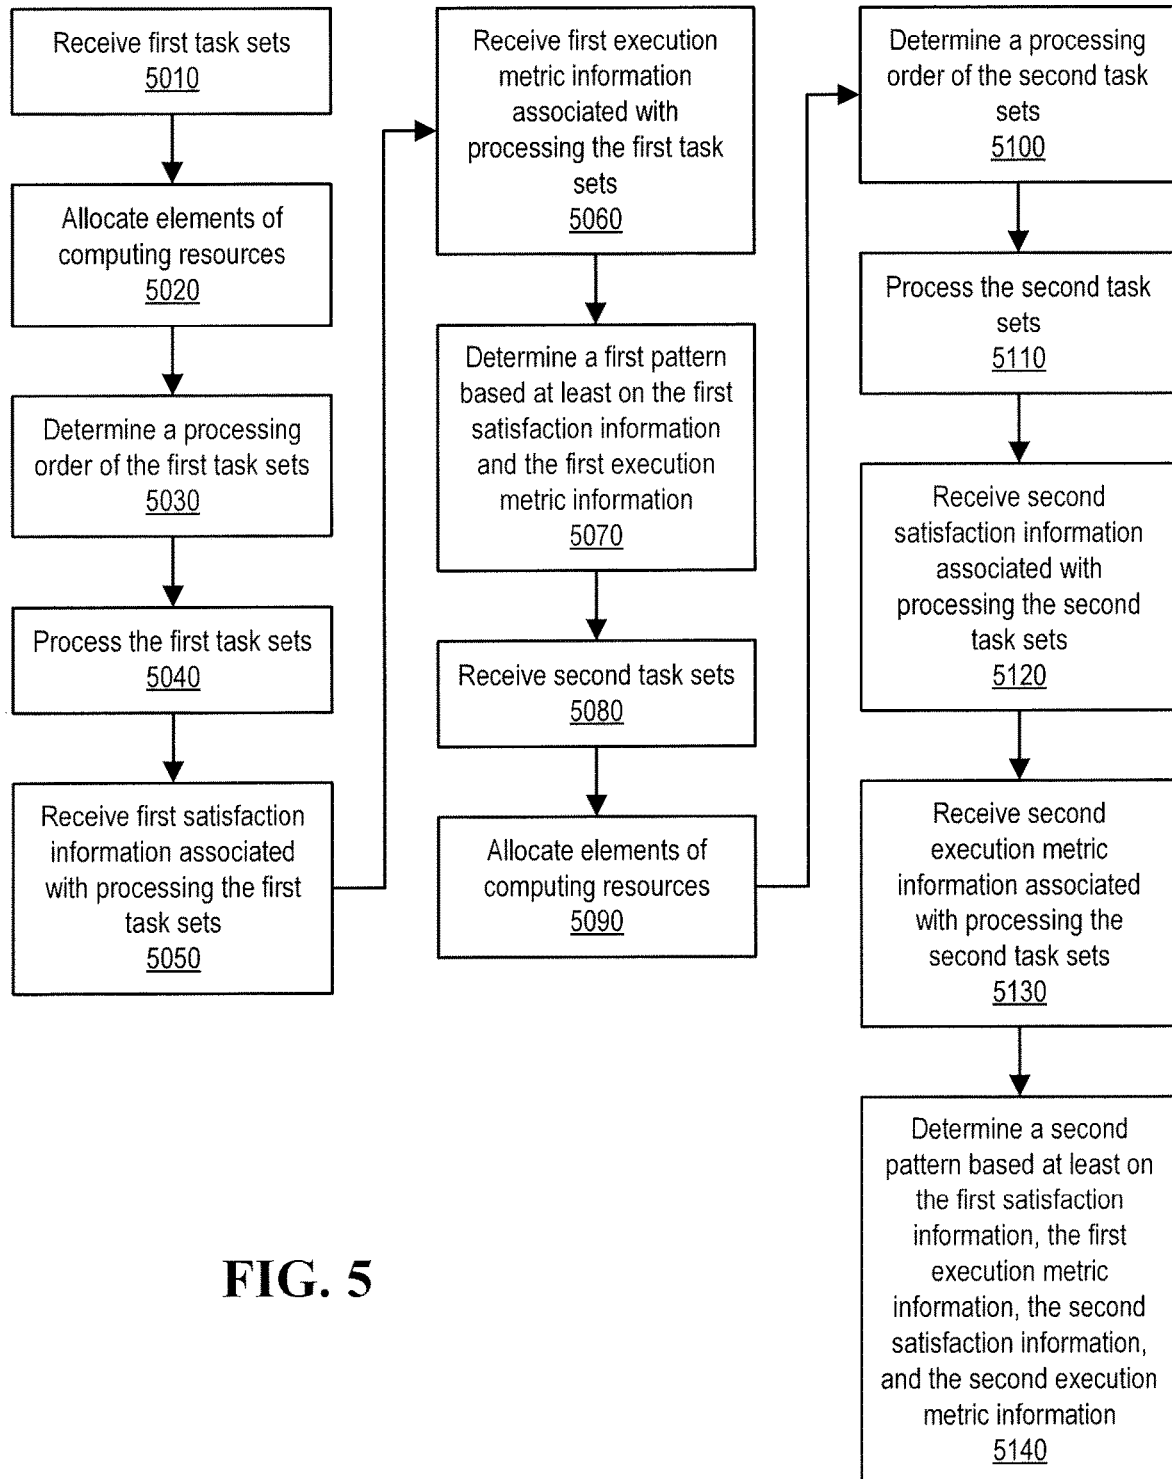 Receive first task sets
5010
Allocate elements of
computing resources
5020
Determine a processing
order of the first task sets
5030
Process the first task sets
5040
Receive first satisfaction
information associated
with processing the first
task sets
5050
Receive first execution
metric information
associated with
processing the first task
sets
5060
Determine a first pattern
based at least on the first
satisfaction information
and the first execution
metric information
5070
Receive second task sets
5080
Allocate elements of
computing resources
5090
Determine a processing
order of the second task
sets
5100
Process the second task
sets
5110
Receive second
satisfaction information
associated with
processing the second
task sets
5120
Receive second
execution metric
information associated
with processing the
second task sets
5130
Determine a second
pattern based at least on
the first satisfaction
information, the first
execution metric
information, the second
satisfaction information,
and the second execution
metric information
5140
FIG. 5